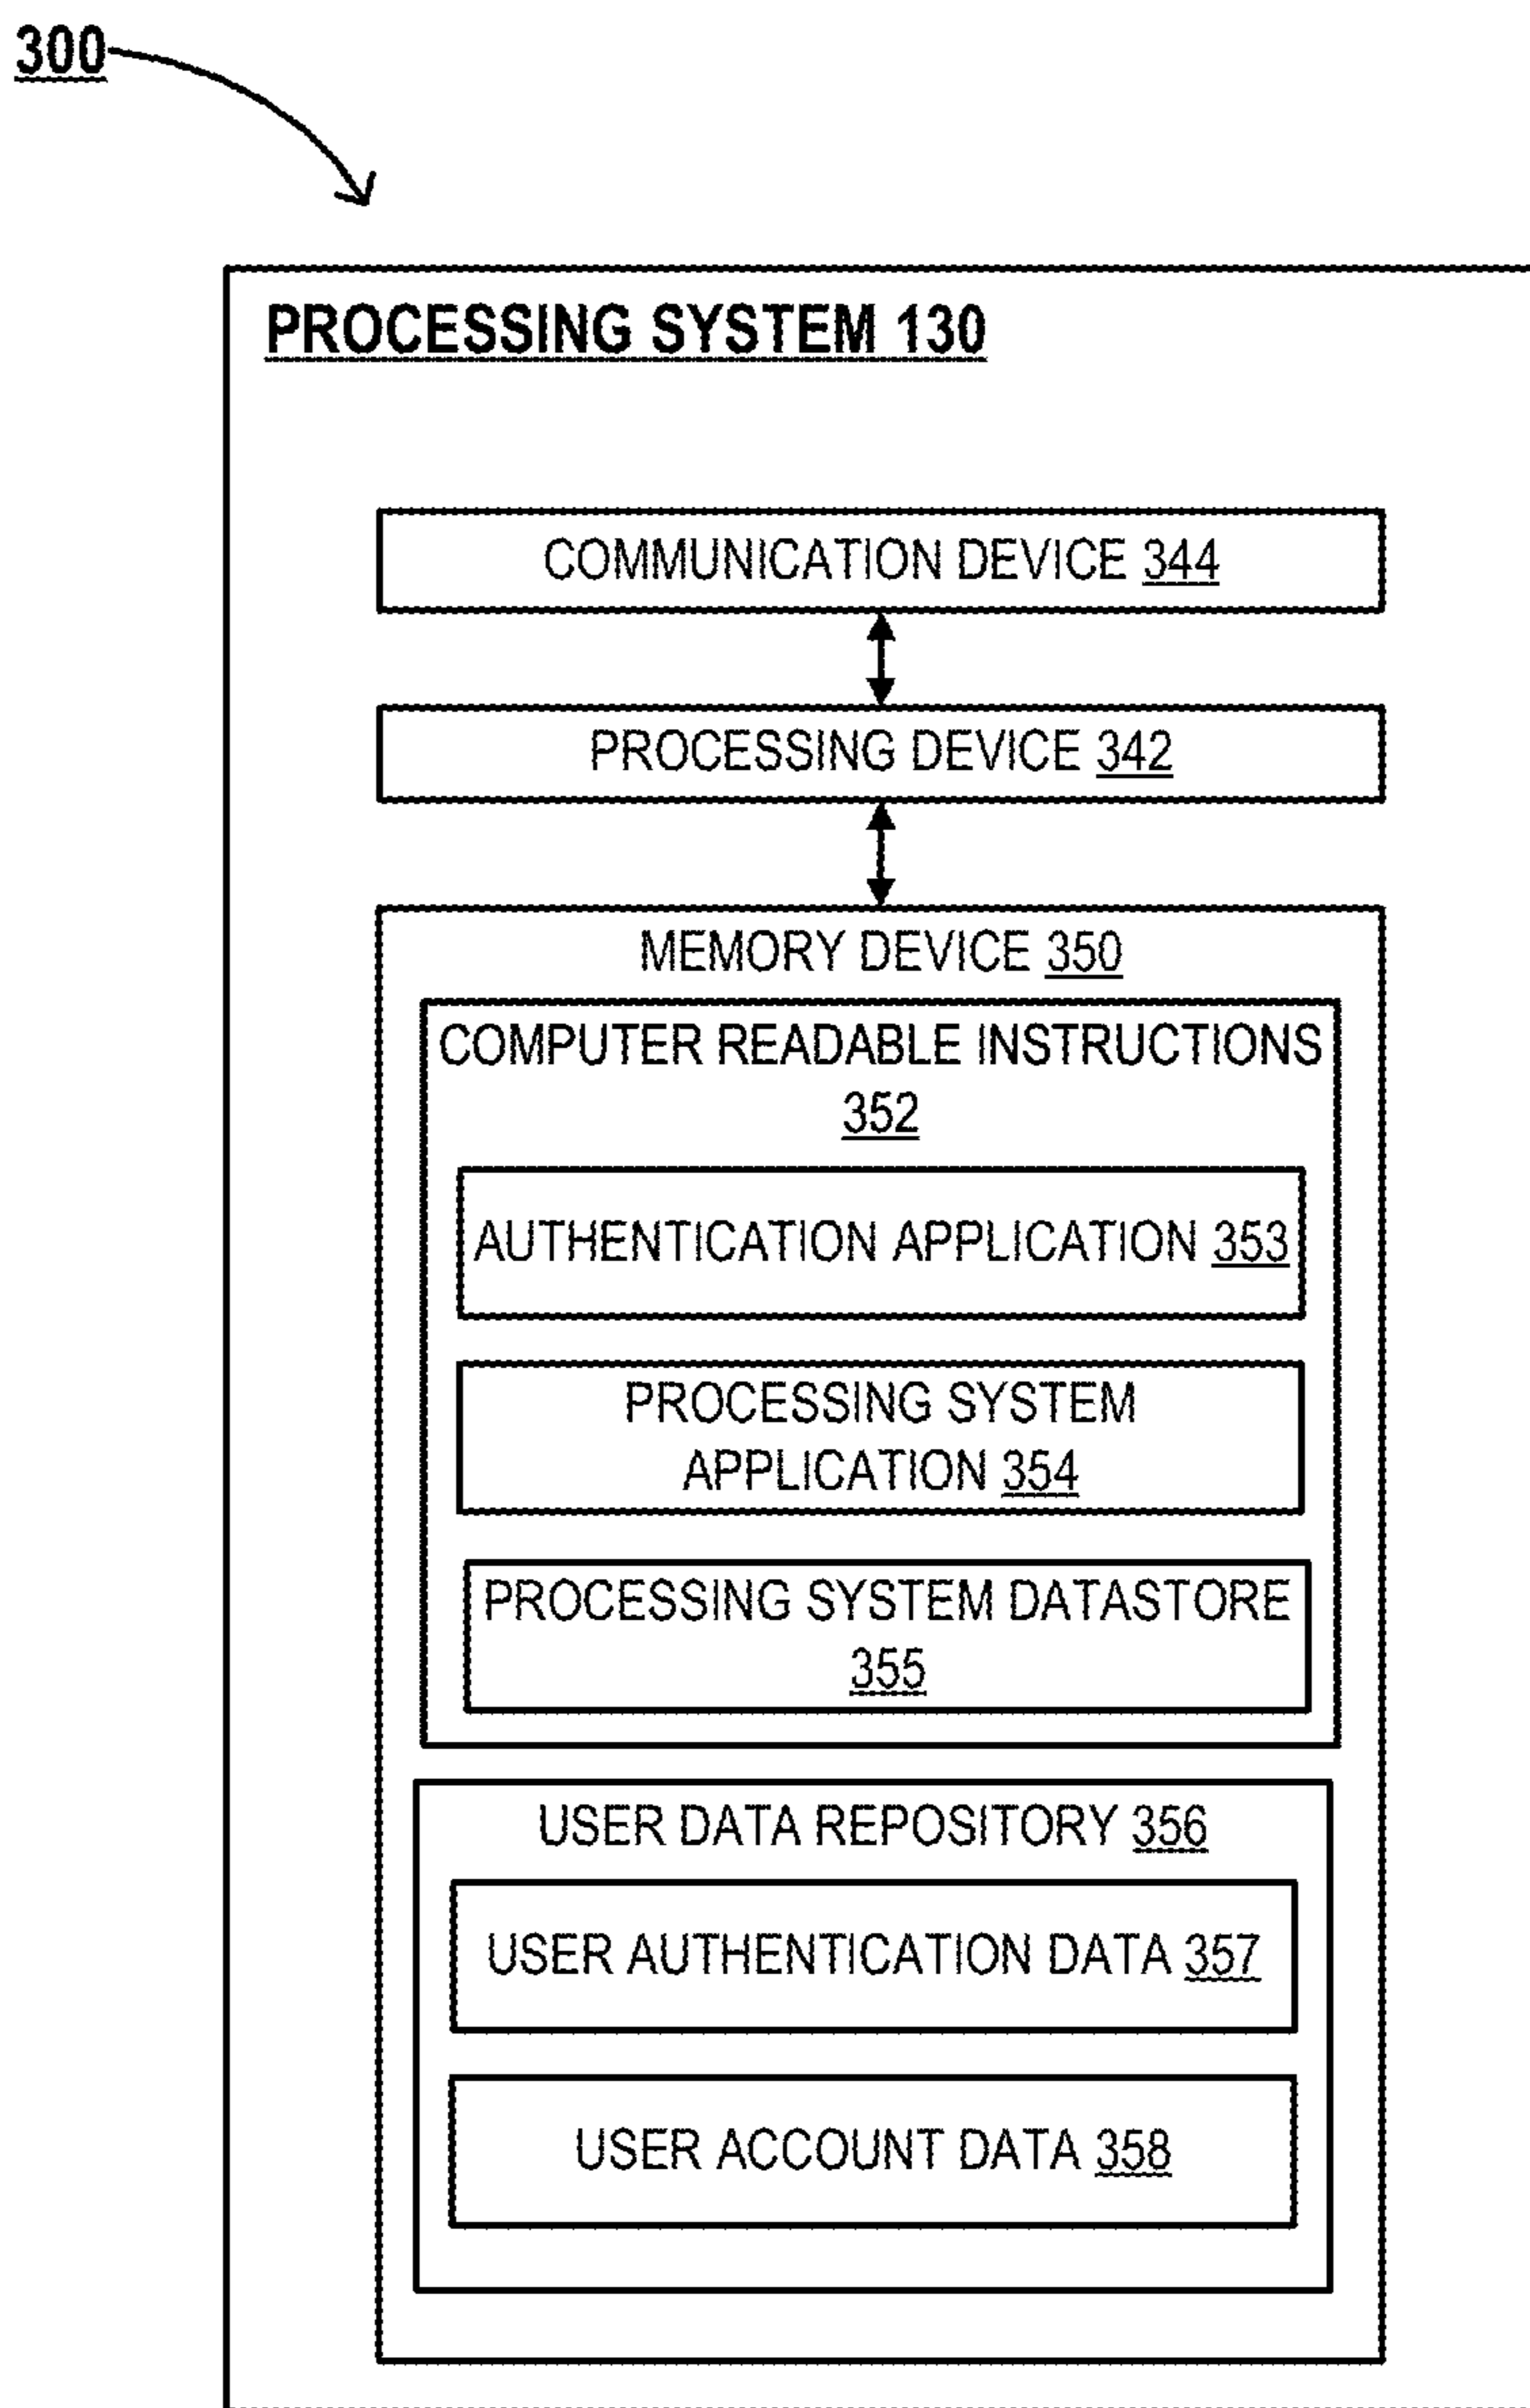 300
PROCESSING SYSTEM 130
COMMUNICATION DEVICE 344
PROCESSING DEVICE 342
MEMORY DEVICE 350
COMPUTER READABLE INSTRUCTIONS
352
AUTHENTICATION APPLICATION 353
PROCESSING SYSTEM
APPLICATION 354
PROCESSING SYSTEM DATASTORE
355
USER DATA REPOSITORY 356
USER AUTHENTICATION DATA 357
USER ACCOUNT DATA 358